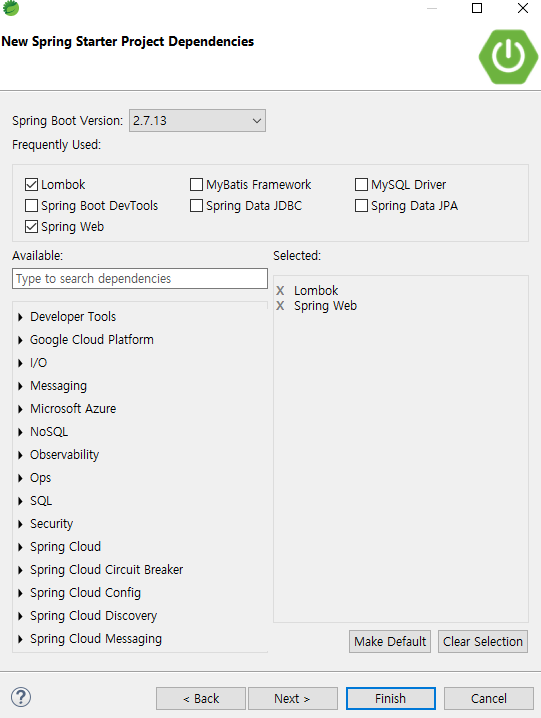 New Spring Starter Project Dependencies
Spring Boot Version: 2.7.13
Frequently Used:
Lombok MyBatis Framework MySQL Driver
Spring Boot DevTools Spring Data JDBC Spring Data JPA
Spring Web
Available: Selected:
Type to search dependencies
X Lombok
X Spring Web
Developer Tools
Google Cloud Platform
I/O
Messaging
Microsoft Azure
NoSQL
Observability
Ops
SQL
Security
Spring Cloud
Spring Cloud Circuit Breaker
Spring Cloud Config
Spring Cloud Discovery
Spring Cloud Messaging
Make Default Clear Selection
? < Back Next > Finish Cancel